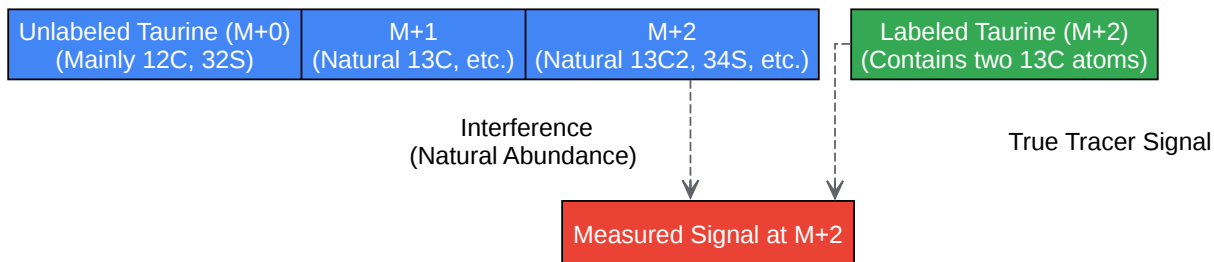 Unlabeled Taurine (M+0)
(Mainly 12C, 32S)
M+1
(Natural 13C, etc.)
M+2
(Natural 13C2, 34S, etc.)
Labeled Taurine (M+2)
(Contains two 13C atoms)
Interference
(Natural Abundance)
True Tracer Signal
Measured Signal at M+2